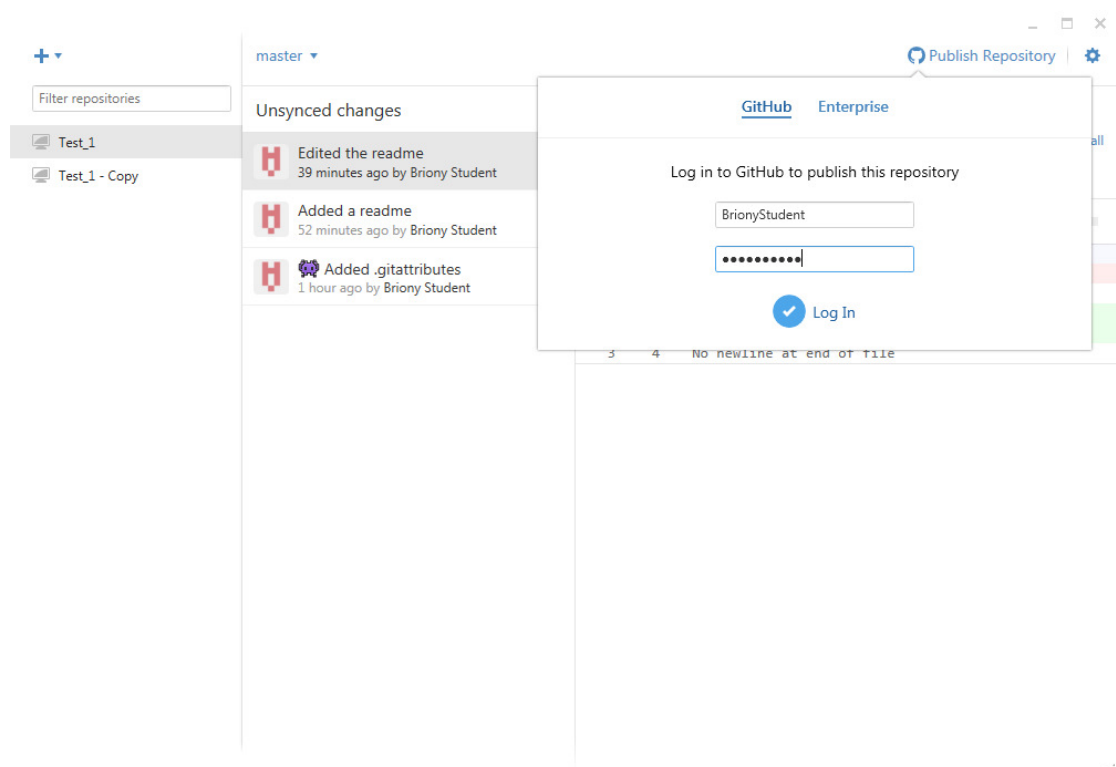 master
Publish Repository
Filter repositories
Test_1
Test_1 - Copy
Unsynced changes
Edited the readme
39 minutes ago by Briony Student
Added a readme
52 minutes ago by Briony Student
Added .gitattributes
1 hour ago by Briony Student
GitHub Enterprise
Log in to GitHub to publish this repository
BrionyStudent
••••••••••
Log In
all
3 4 No newline at end of file